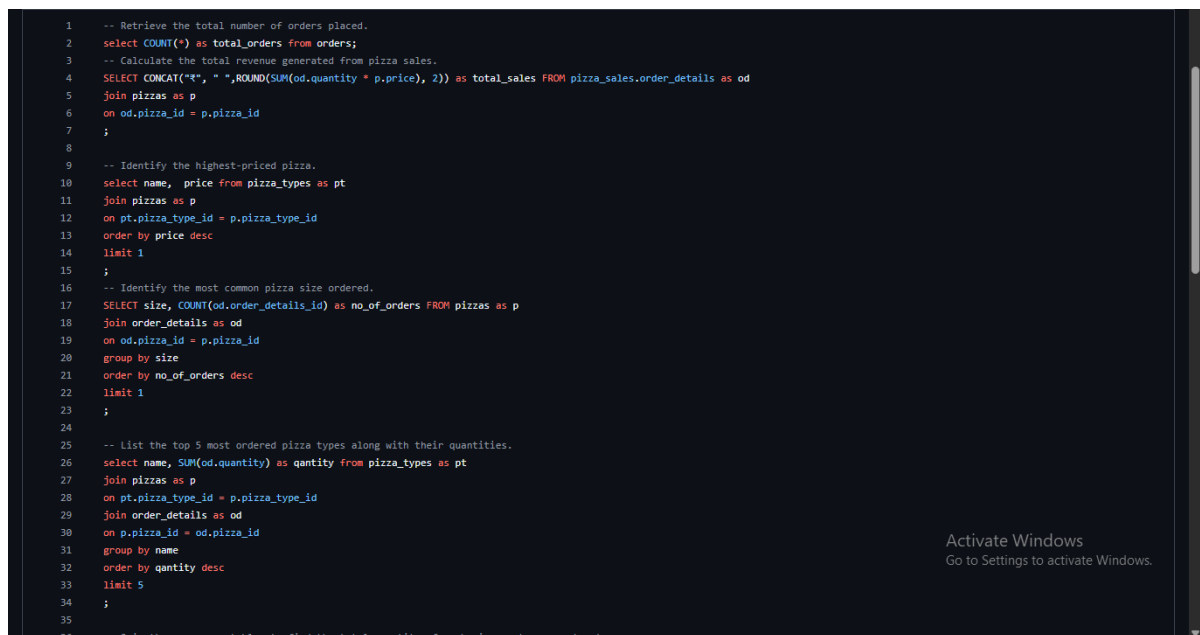 1 -- Retrieve the total number of orders placed.
2 select COUNT(*) as total_orders from orders;
3 -- Calculate the total revenue generated from pizza sales.
4 SELECT CONCAT("₹", " ",ROUND(SUM(od.quantity * p.price), 2)) as total_sales FROM pizza_sales.order_details as od
5 join pizzas as p
6 on od.pizza_id = p.pizza_id
7 ;
8
9 -- Identify the highest-priced pizza.
10 select name,  price from pizza_types as pt
11 join pizzas as p
12 on pt.pizza_type_id = p.pizza_type_id
13 order by price desc
14 limit 1
15 ;
16 -- Identify the most common pizza size ordered.
17 SELECT size, COUNT(od.order_details_id) as no_of_orders FROM pizzas as p
18 join order_details as od
19 on od.pizza_id = p.pizza_id
20 group by size
21 order by no_of_orders desc
22 limit 1
23 ;
24
25 -- List the top 5 most ordered pizza types along with their quantities.
26 select name, SUM(od.quantity) as qantity from pizza_types as pt
27 join pizzas as p
28 on pt.pizza_type_id = p.pizza_type_id
29 join order_details as od
30 on p.pizza_id = od.pizza_id
31 group by name
32 order by qantity desc
33 limit 5
34 ;
35
Activate Windows
Go to Settings to activate Windows.